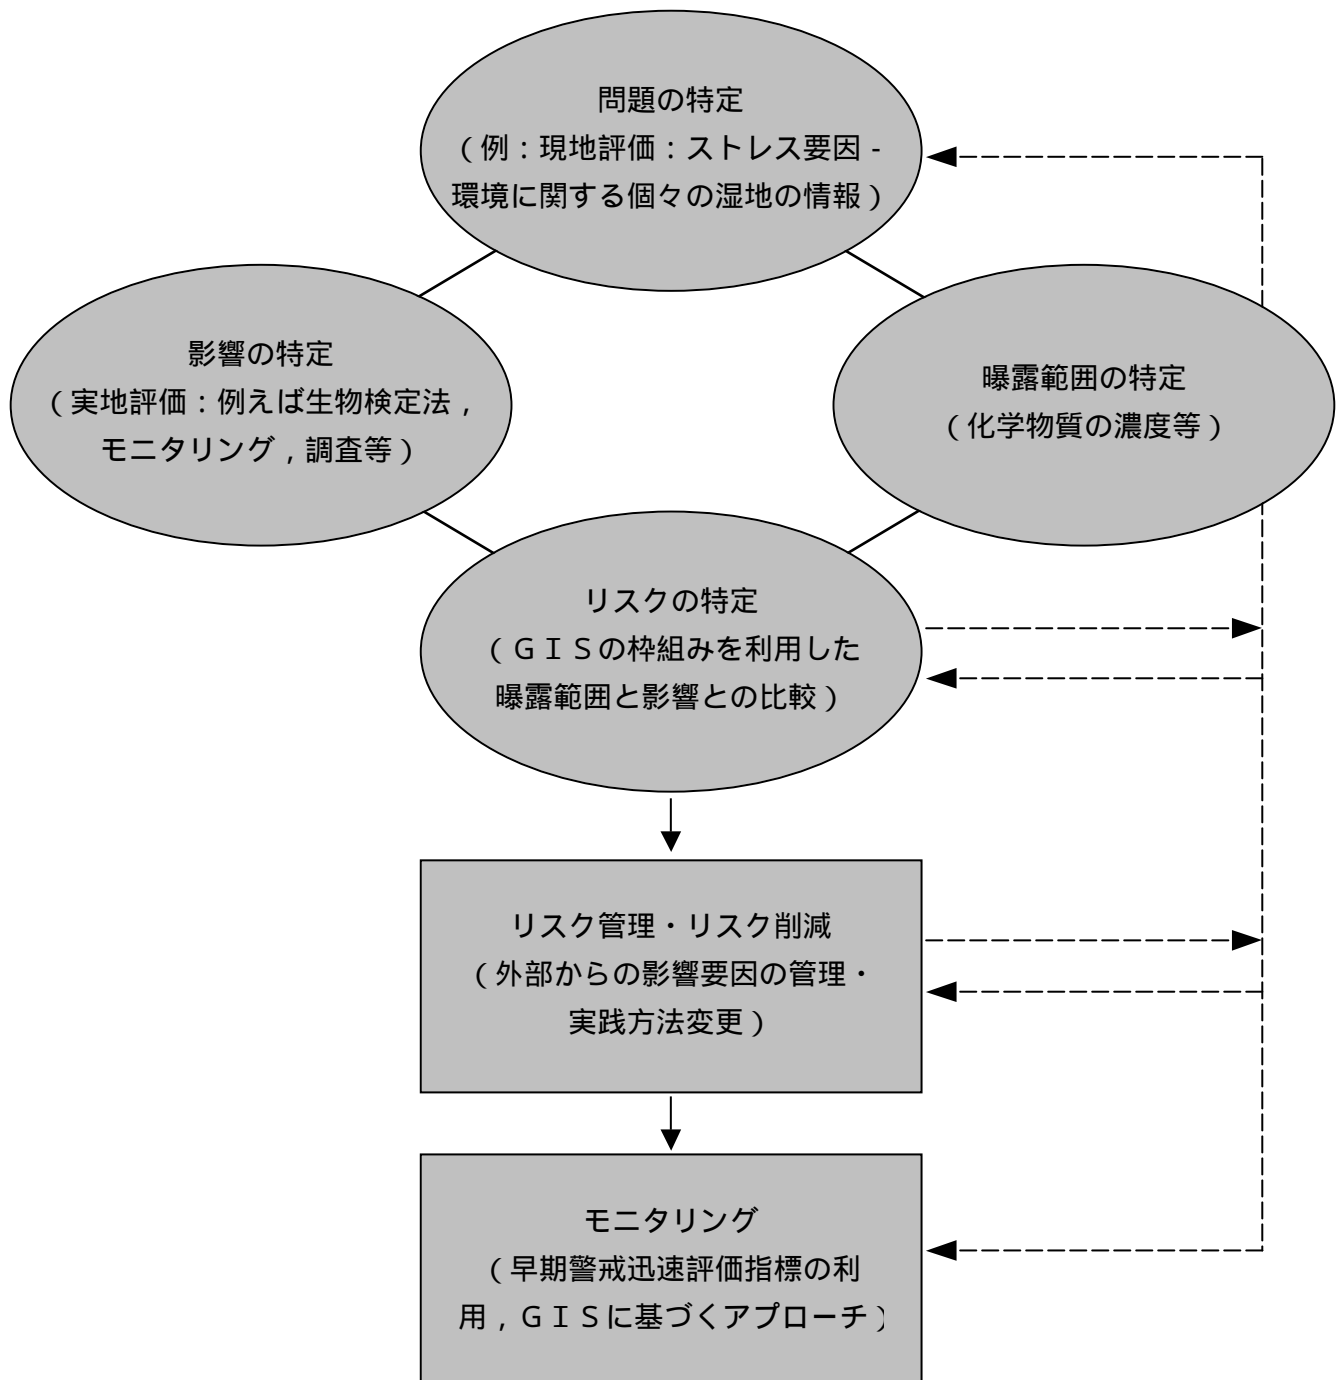 問題の特定
（例：現地評価：ストレス要因 -
環境に関する個々の湿地の情報）
影響の特定
（実地評価：例えば生物検定法，
モニタリング，調査等）
曝露範囲の特定
（化学物質の濃度等）
リスクの特定
（ＧＩＳの枠組みを利用した
曝露範囲と影響との比較）
リスク管理・リスク削減
（外部からの影響要因の管理・
実践方法変更）
モニタリング
（早期警戒迅速評価指標の利
用，ＧＩＳに基づくアプローチ）